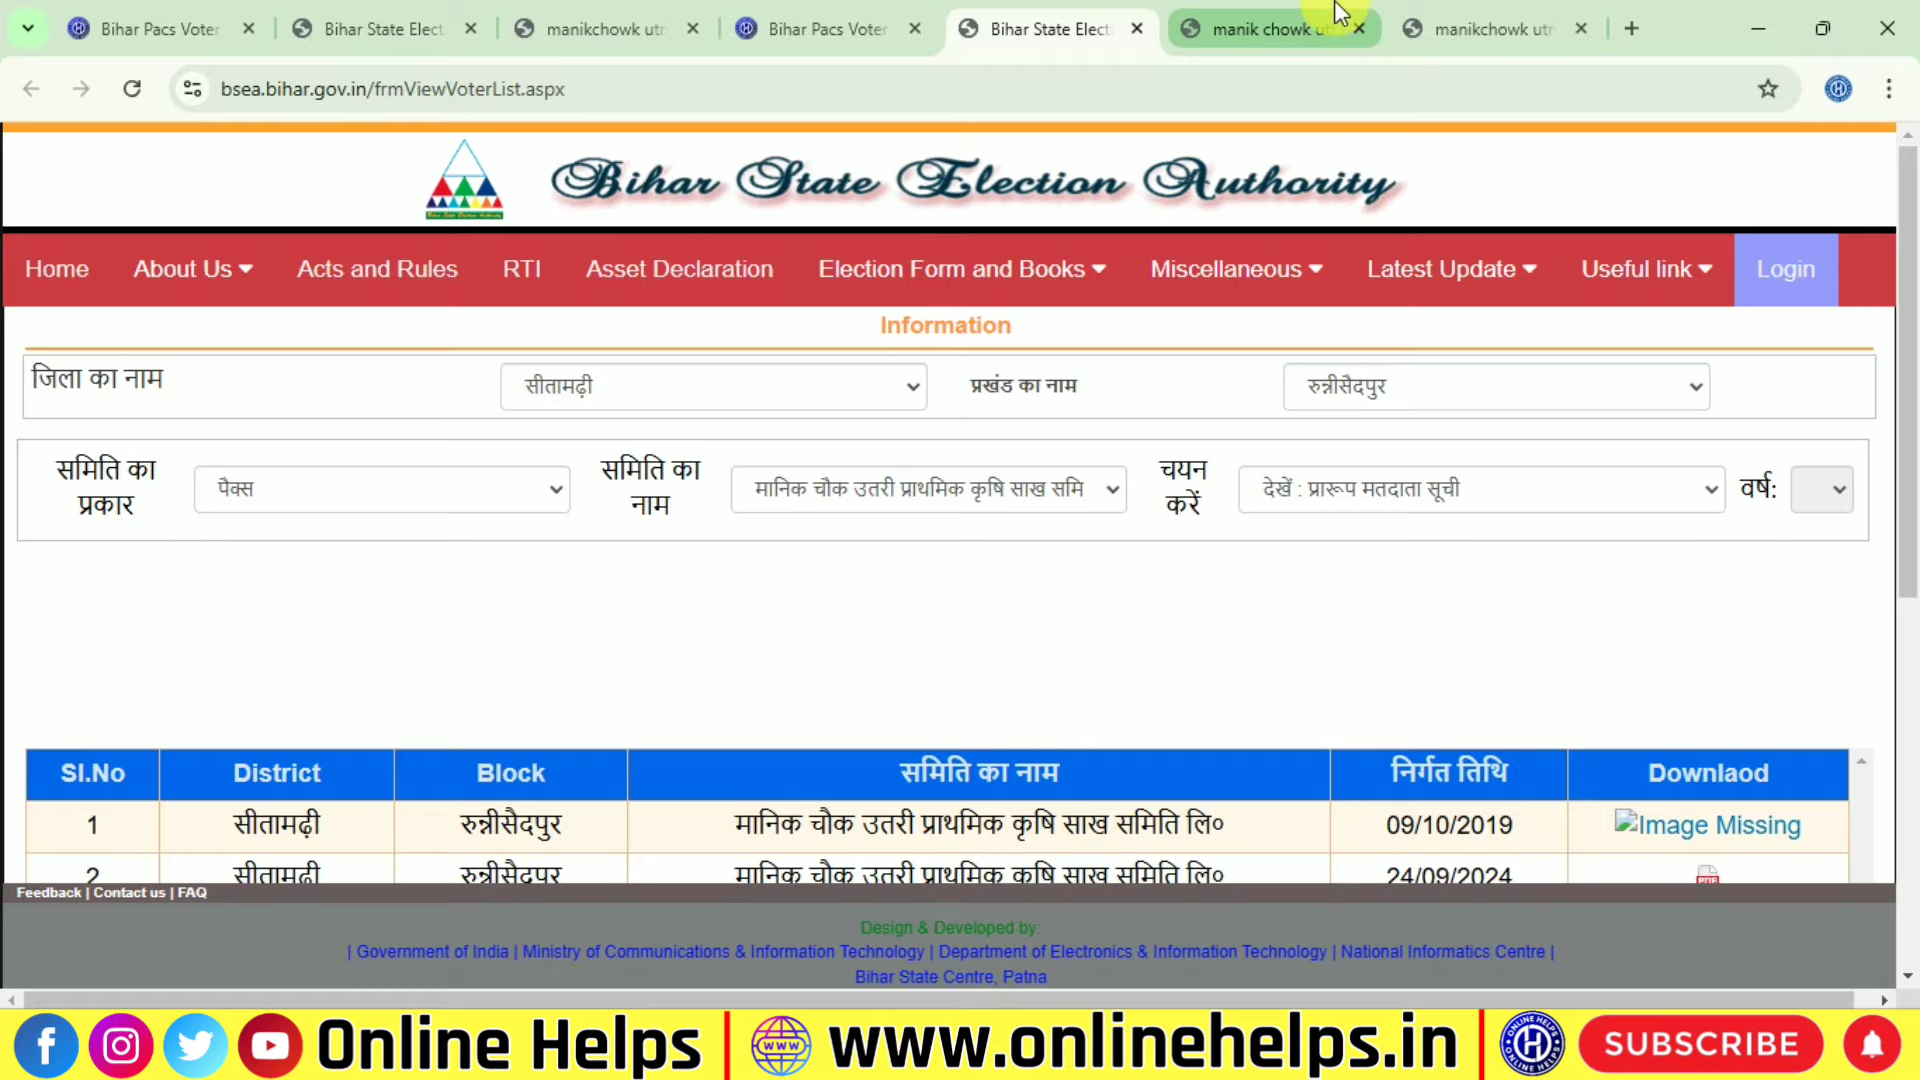 Bihar Pacs Voter
Bihar State Elect
manikchowk utr
Bihar Pacs Voter
Bihar State Electi
manik chowk u
manikchowk utr
bsea.bihar.gov.in/frmViewVoterList.aspx
Bihar State Election Authority
Home About Us Acts and Rules RTI Asset Declaration Election Form and Books Miscellaneous Latest Update Useful link Login
Information
जिला का नाम सीतामढ़ी प्रखंड का नाम रुन्नीसैदपुर
समिति का प्रकार पैक्स समिति का नाम मानिक चौक उतरी प्राथमिक कृषि साख समि चयन करें देखें : प्रारूप मतदाता सूची वर्ष:
SI.No District Block समिति का नाम निर्गत तिथि Downlaod
1 सीतामढ़ी रुन्नीसैदपुर मानिक चौक उतरी प्राथमिक कृषि साख समिति लि० 09/10/2019 Image Missing
2 सीतामढ़ी रुन्नीसैदपुर मानिक चौक उतरी प्राथमिक कृषि साख समिति लि० 24/09/2024 PDF
Feedback | Contact us | FAQ
Design & Developed by:
| Government of India | Ministry of Communications & Information Technology | Department of Electronics & Information Technology | National Informatics Centre |
Bihar State Centre, Patna
Online Helps | www.onlinehelps.in | SUBSCRIBE